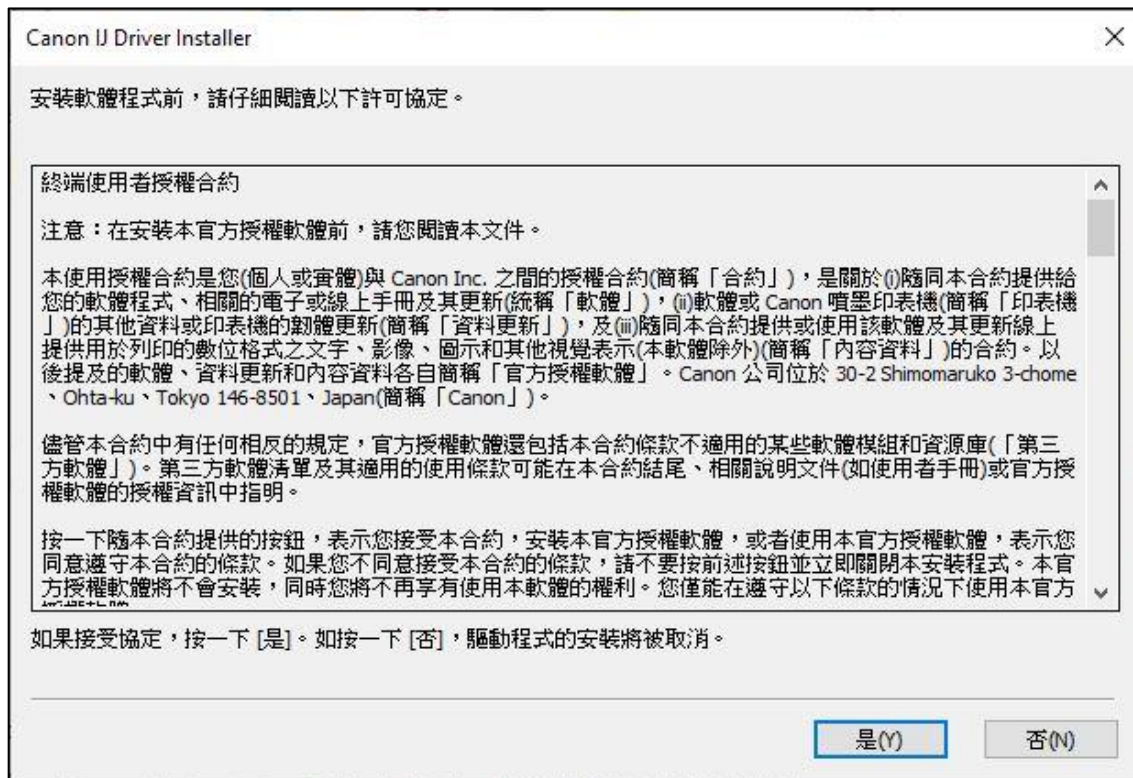 Canon IJ Driver Installer
安裝軟體程式前，請仔細閱讀以下許可協定。
終端使用者授權合約
注意：在安裝本官方授權軟體前，請您閱讀本文件。
本使用授權合約是您(個人或實體)與 Canon Inc. 之間的授權合約(簡稱「合約」)，是關於(i)隨同本合約提供給
您的軟體程式、相關的電子或線上手冊及其更新(統稱「軟體」)，(ii)軟體或 Canon 噴墨印表機(簡稱「印表機
」)的其他資料或印表機的韌體更新(簡稱「資料更新」)，及(iii)隨同本合約提供或使用該軟體及其更新線上
提供用於列印的數位格式之文字、影像、圖示和其他視覺表示(本軟體除外)(簡稱「內容資料」)的合約。以
後提及的軟體、資料更新和內容資料各自簡稱「官方授權軟體」。Canon 公司位於 30-2 Shimomaruko 3-chome
、Ohta-ku、Tokyo 146-8501、Japan(簡稱「Canon」)。
儘管本合約中有任何相反的規定，官方授權軟體還包括本合約條款不適用的某些軟體模組和資源庫(「第三
方軟體」)。第三方軟體清單及其適用的使用條款可能在本合約結尾、相關說明文件(如使用者手冊)或官方授
權軟體的授權資訊中指明。
按一下隨本合約提供的按鈕，表示您接受本合約，安裝本官方授權軟體，或者使用本官方授權軟體，表示您
同意遵守本合約的條款。如果您不同意接受本合約的條款，請不要按前述按鈕並立即關閉本安裝程式。本官
方授權軟體將不會安裝，同時您將不再享有使用本軟體的權利。您僅能在遵守以下條款的情況下使用本官方
如果接受協定，按一下 [是]。如按一下 [否]，驅動程式的安裝將被取消。
是(Y)
否(N)